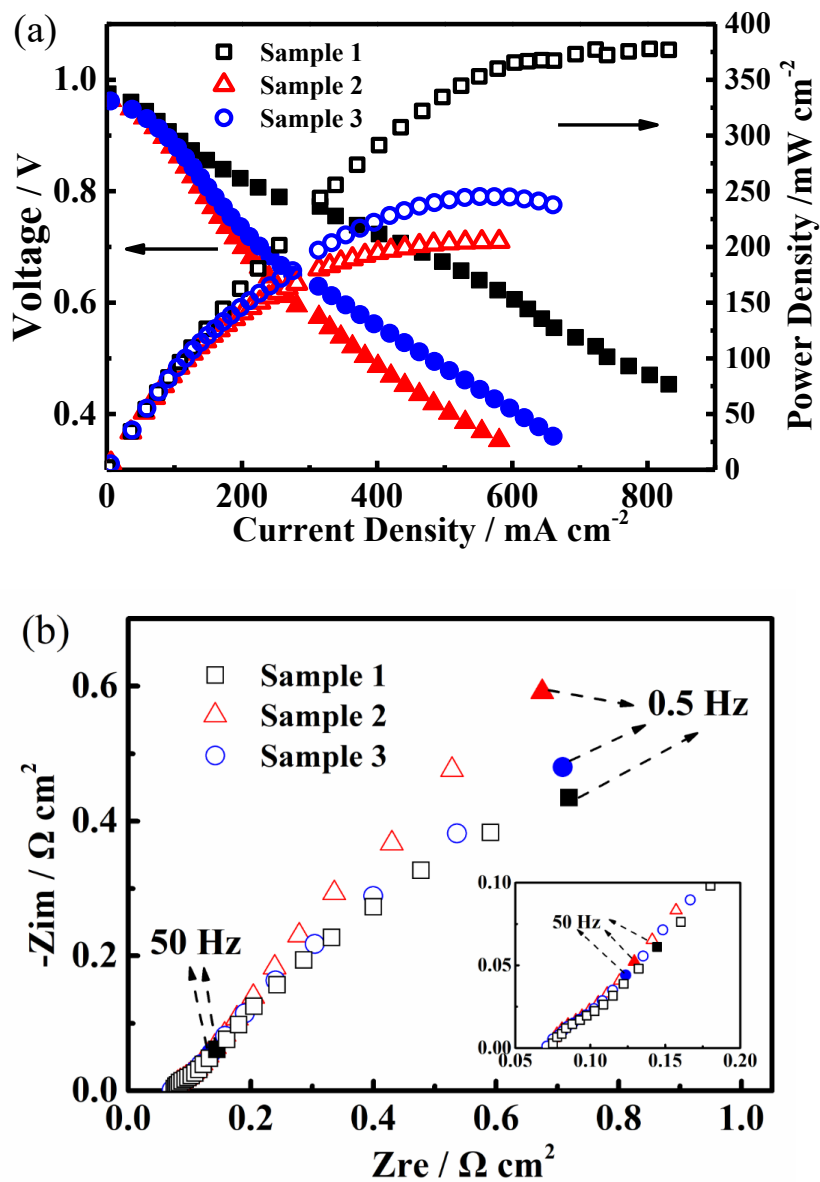 (a)
Sample 1
Sample 2
Sample 3
Voltage / V
1.0
0.8
0.6
0.4
400
350
300
250
200
150
100
50
0
Power Density /mW cm-2
0 200 400 600 800
Current Density / mA cm-2
(b)
Sample 1
Sample 2
Sample 3
0.5 Hz
50 Hz
-Zim / Ω cm2
0.6
0.4
0.2
0.0
0.10
0.05
0.00
50 Hz
0.05 0.10 0.15 0.20
0.0 0.2 0.4 0.6 0.8 1.0
Zre / Ω cm2